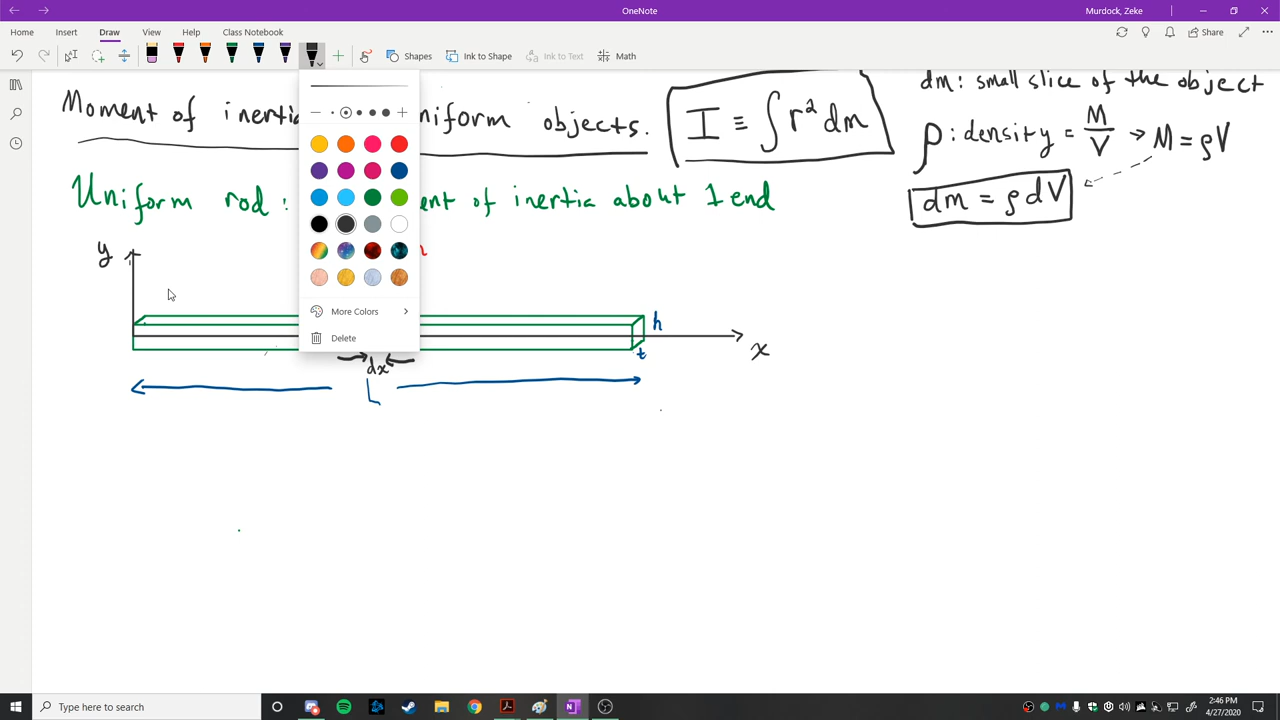 OneNote
Murdock, Zeke
Home Insert Draw View Help Class Notebook
Share
Shapes Ink to Shape Ink to Text Math
dm: small slice of the object
Moment of
niform objects.
I ≡ ∫ r² dm
ρ: density = M/V → M = ρV
dm = ρ dV
Uniform rod :
ent of inertia about 1 end
More Colors
Delete
y
h
t
x
dx
L
Type here to search
2:46 PM
4/27/2020